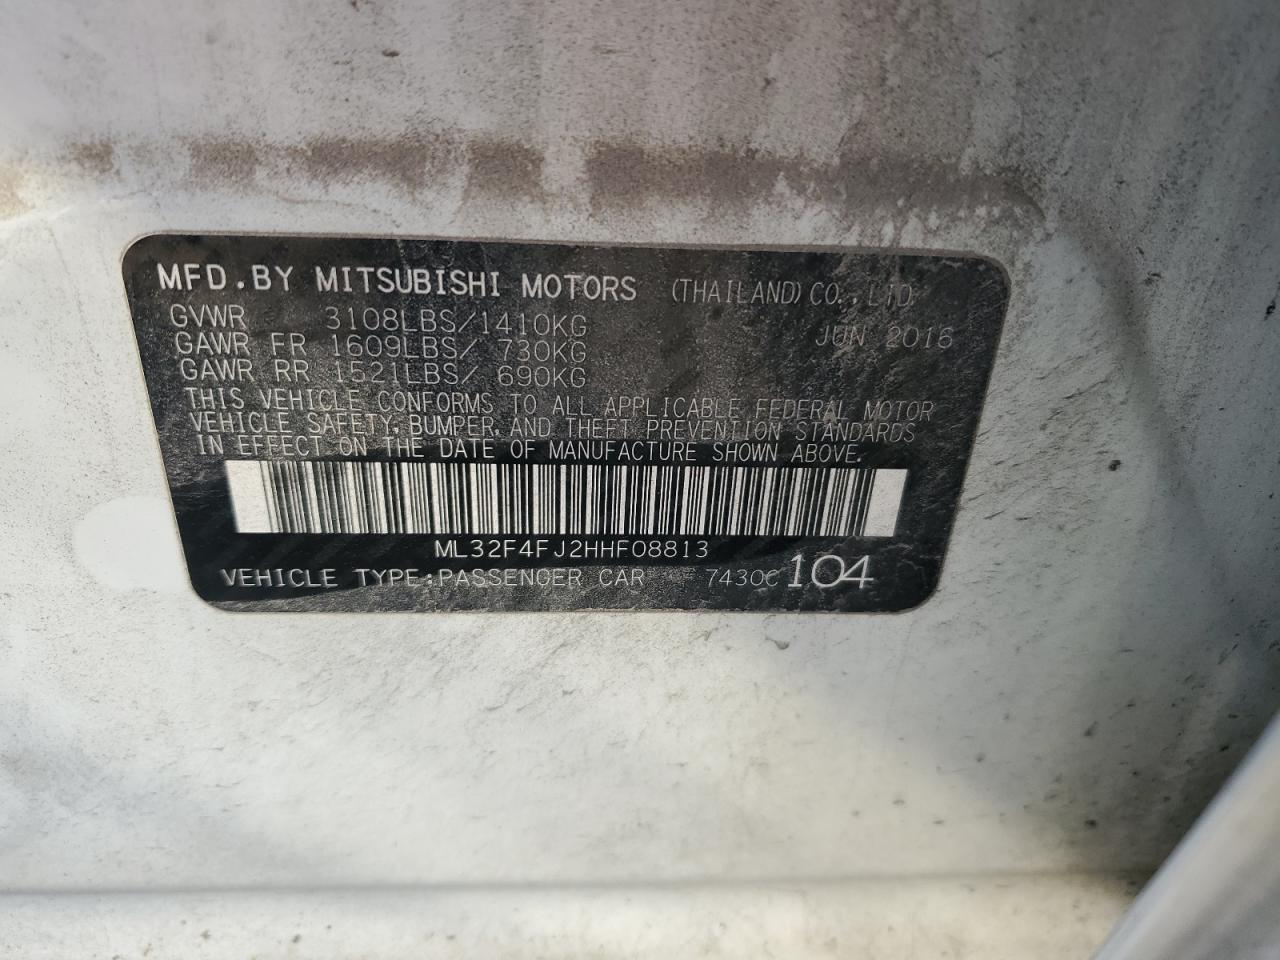 MFD.BY MITSUBISHI MOTORS (THAILAND) CO.,LTD
GVWR 3108LBS/1410KG JUN 2016
GAWR FR 1609LBS/ 730KG
GAWR RR 1521LBS/ 690KG
THIS VEHICLE CONFORMS TO ALL APPLICABLE FEDERAL MOTOR
VEHICLE SAFETY, BUMPER, AND THEFT PREVENTION STANDARDS
IN EFFECT ON THE DATE OF MANUFACTURE SHOWN ABOVE.
ML32F4FJ2HHF08813
VEHICLE TYPE:PASSENGER CAR 7430C 104